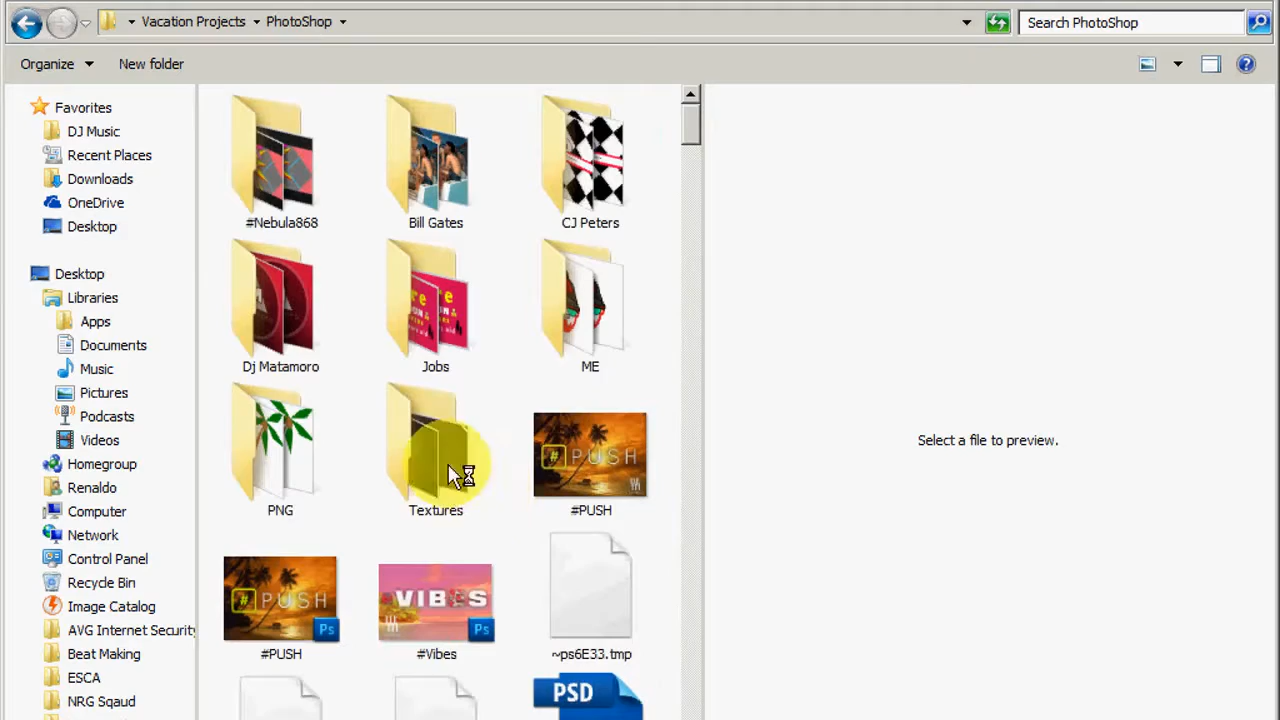 Vacation Projects PhotoShop
Search PhotoShop
Organize New folder
Favorites
DJ Music
Recent Places
Downloads
OneDrive
Desktop
Desktop
Libraries
Apps
Documents
Music
Pictures
Podcasts
Videos
Homegroup
Renaldo
Computer
Network
Control Panel
Recycle Bin
Image Catalog
AVG Internet Security
Beat Making
ESCA
NRG Sqaud
#Nebula868 Bill Gates CJ Peters
Dj Matamoro Jobs ME
# PUSH
PNG Textures #PUSH
# PUSH
Ps
#VIBES
Ps
#PUSH #Vibes ~ps6E33.tmp
PSD
Select a file to preview.